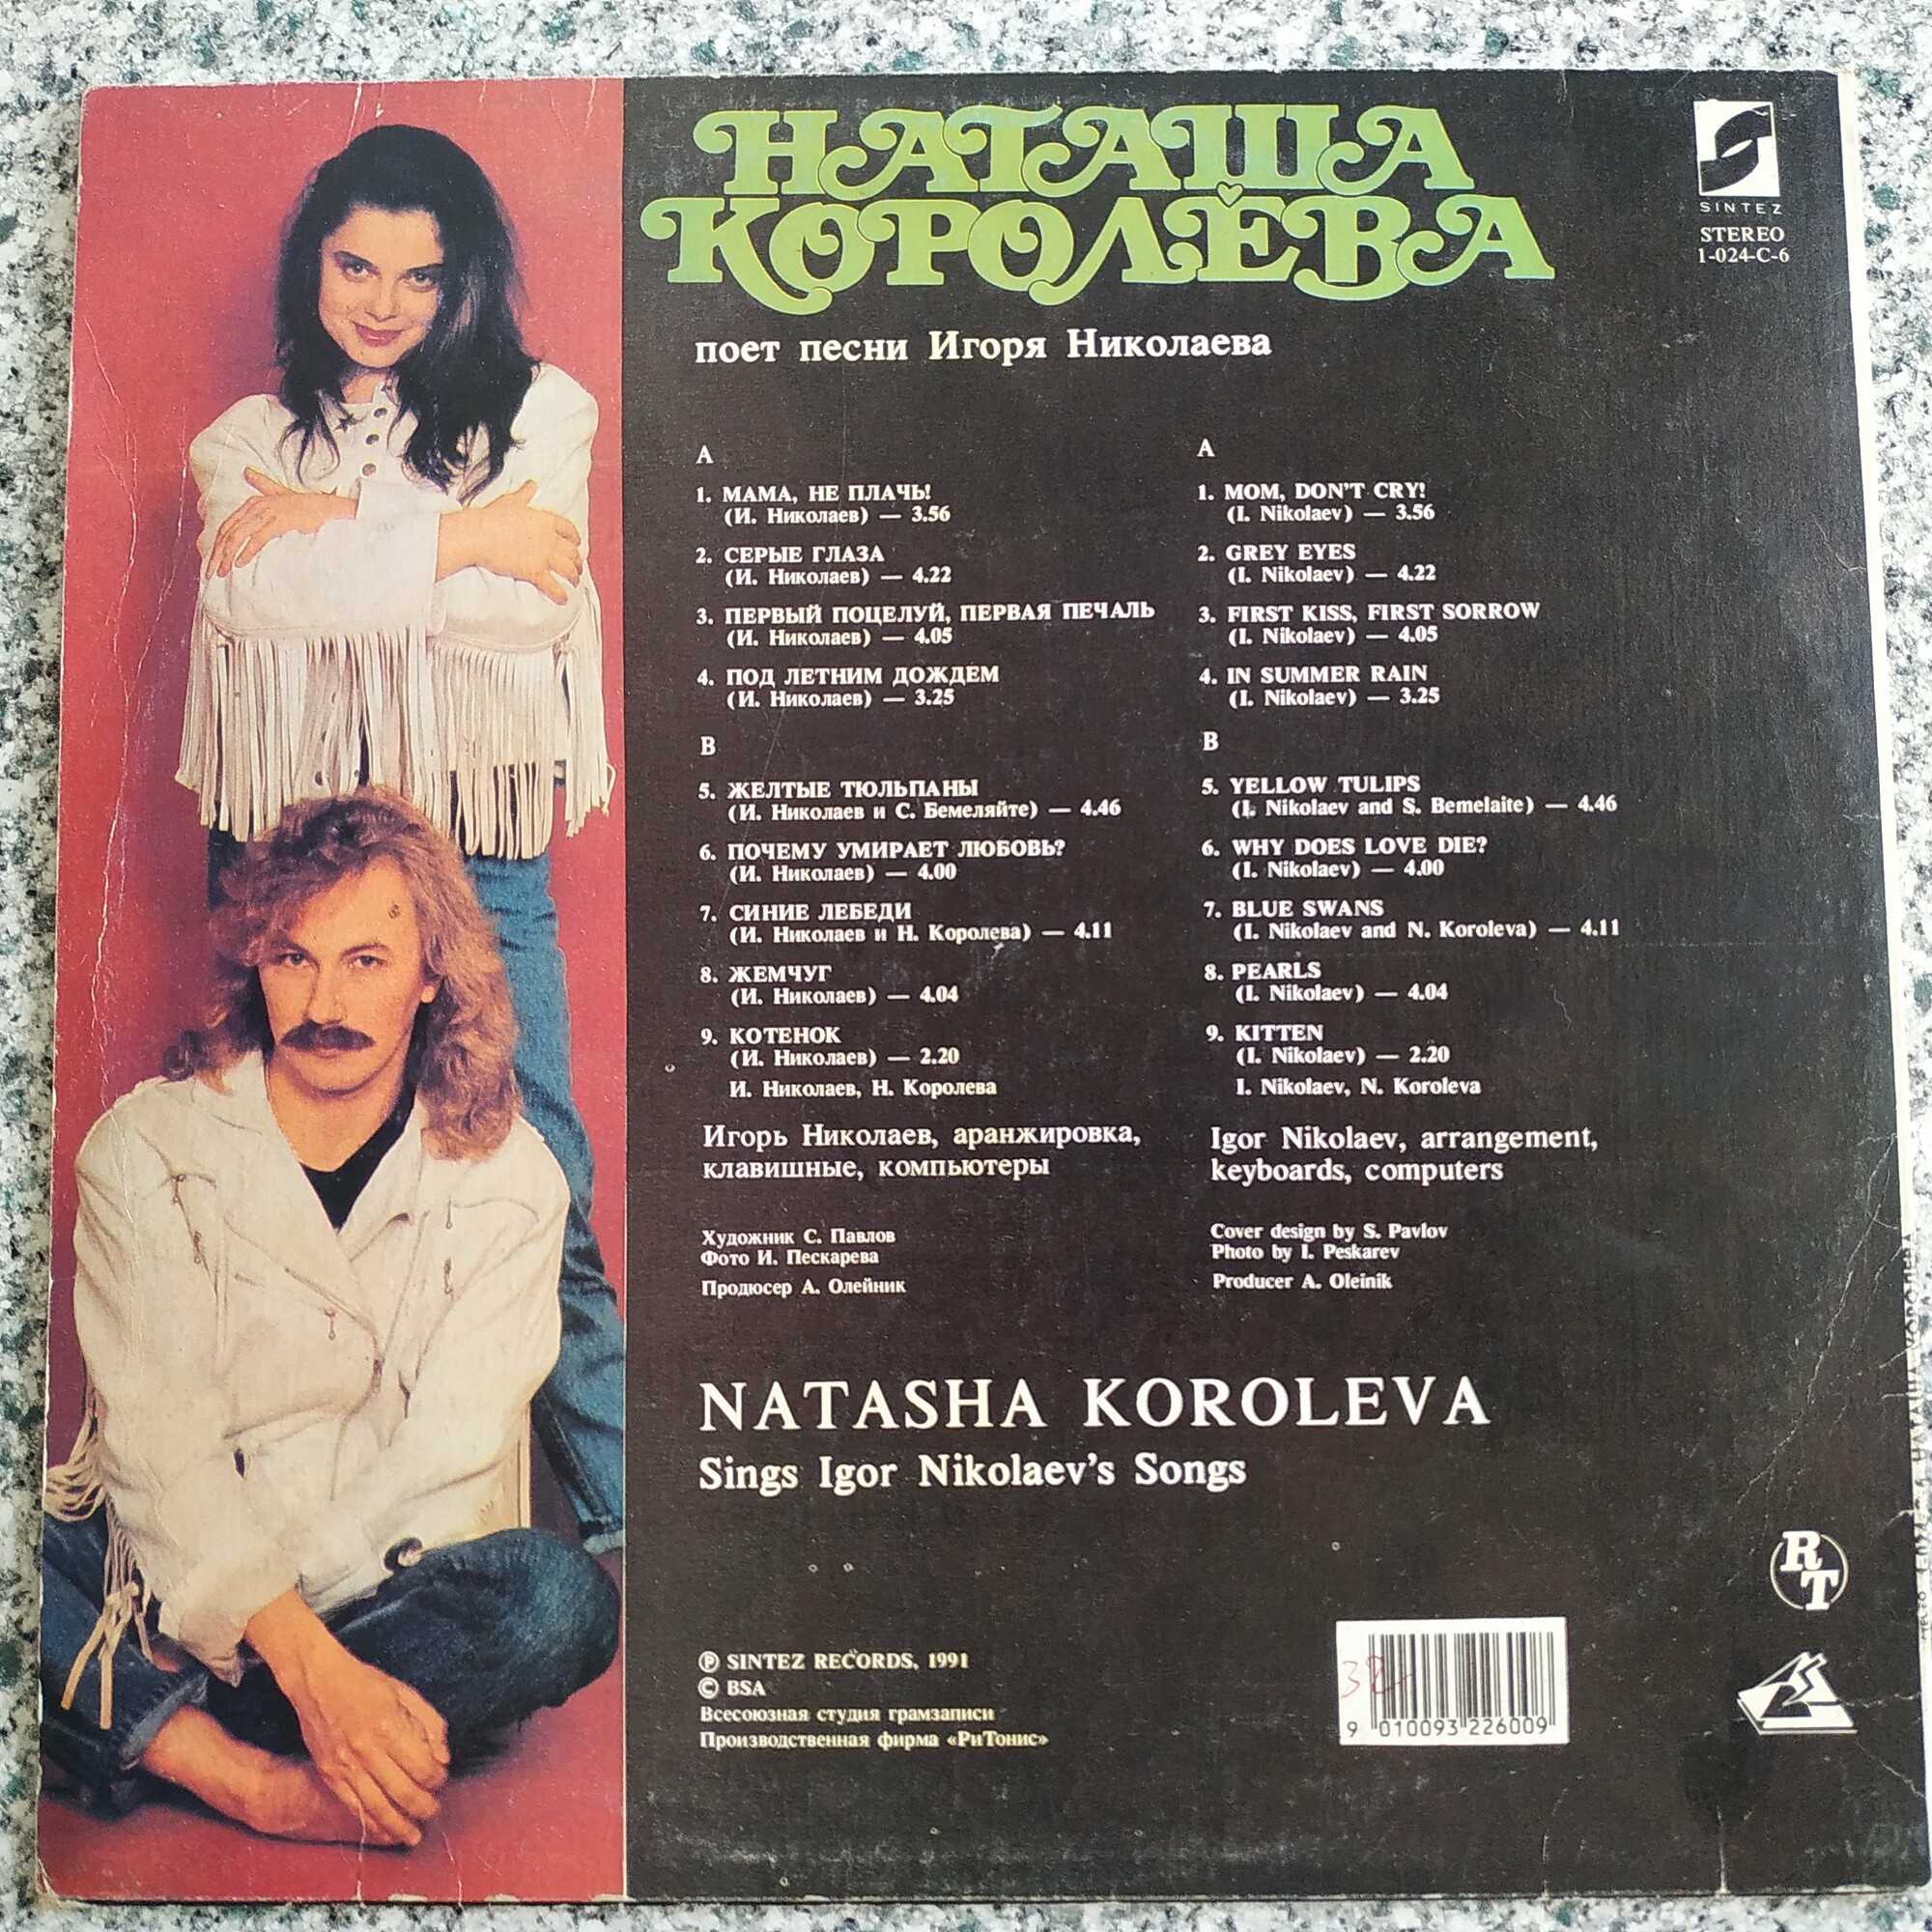 НАТАША
КОРОЛЁВА
SINTEZ
STEREO
1-024-C-6
поет песни Игоря Николаева
A
1. МАМА, НЕ ПЛАЧЬ!
(И. Николаев) — 3.56
2. СЕРЫЕ ГЛАЗА
(И. Николаев) — 4.22
3. ПЕРВЫЙ ПОЦЕЛУЙ, ПЕРВАЯ ПЕЧАЛЬ
(И. Николаев) — 4.05
4. ПОД ЛЕТНИМ ДОЖДЕМ
(И. Николаев) — 3.25
B
5. ЖЕЛТЫЕ ТЮЛЬПАНЫ
(И. Николаев и С. Бемеляйте) — 4.46
6. ПОЧЕМУ УМИРАЕТ ЛЮБОВЬ?
(И. Николаев) — 4.00
7. СИНИЕ ЛЕБЕДИ
(И. Николаев и Н. Королева) — 4.11
8. ЖЕМЧУГ
(И. Николаев) — 4.04
9. КОТЕНОК
(И. Николаев) — 2.20
И. Николаев, Н. Королева
Игорь Николаев, аранжировка,
клавишные, компьютеры
Художник С. Павлов
Фото И. Пескарева
Продюсер А. Олейник
A
1. MOM, DON'T CRY!
(I. Nikolaev) — 3.56
2. GREY EYES
(I. Nikolaev) — 4.22
3. FIRST KISS, FIRST SORROW
(I. Nikolaev) — 4.05
4. IN SUMMER RAIN
(I. Nikolaev) — 3.25
B
5. YELLOW TULIPS
(I. Nikolaev and S. Bemelaite) — 4.46
6. WHY DOES LOVE DIE?
(I. Nikolaev) — 4.00
7. BLUE SWANS
(I. Nikolaev and N. Koroleva) — 4.11
8. PEARLS
(I. Nikolaev) — 4.04
9. KITTEN
(I. Nikolaev) — 2.20
I. Nikolaev, N. Koroleva
Igor Nikolaev, arrangement,
keyboards, computers
Cover design by S. Pavlov
Photo by I. Peskarev
Producer A. Oleinik
NATASHA KOROLEVA
Sings Igor Nikolaev's Songs
RT
Ⓟ SINTEZ RECORDS, 1991
© BSA
Всесоюзная студия грамзаписи
Производственная фирма «РиТонис»
32-
9 010093 226009